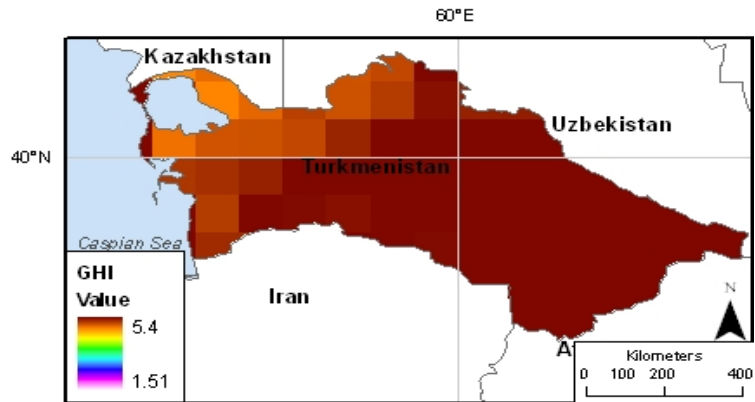 60°E
Kazakhstan
Uzbekistan
40°N
Turkmenistan
Caspian Sea
GHI
Value
5.4
1.51
Iran
N
A
Kilometers
0 100 200 400